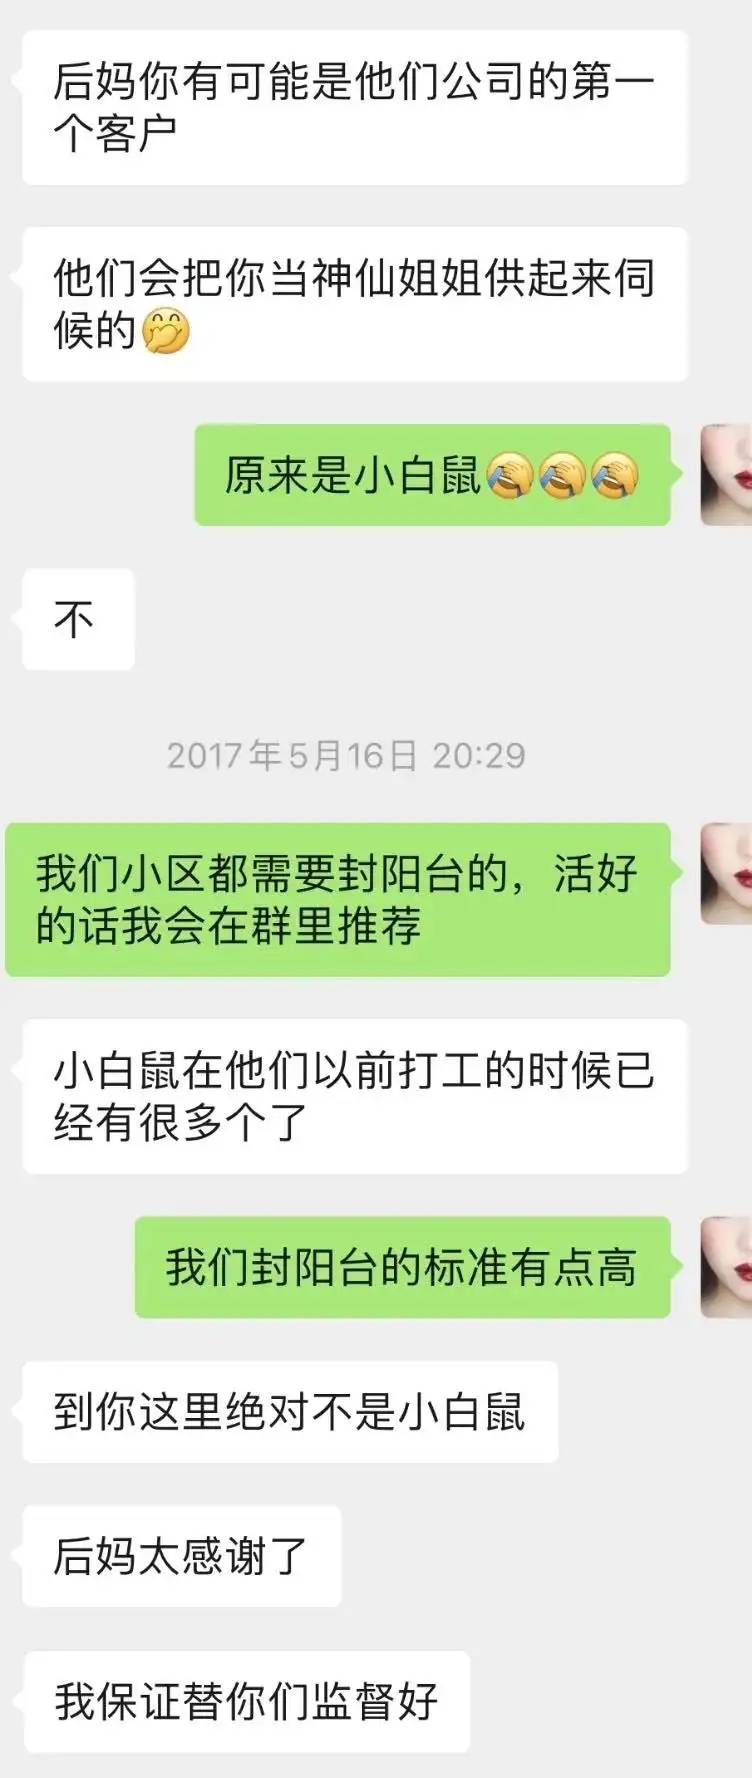 后妈你有可能是他们公司的第一
个客户
他们会把你当神仙姐姐供起来伺
候的🤭
原来是小白鼠🤦🤦🤦
不
2017年5月16日 20:29
我们小区都需要封阳台的，活好
的话我会在群里推荐
小白鼠在他们以前打工的时候已
经有很多个了
我们封阳台的标准有点高
到你这里绝对不是小白鼠
后妈太感谢了
我保证替你们监督好